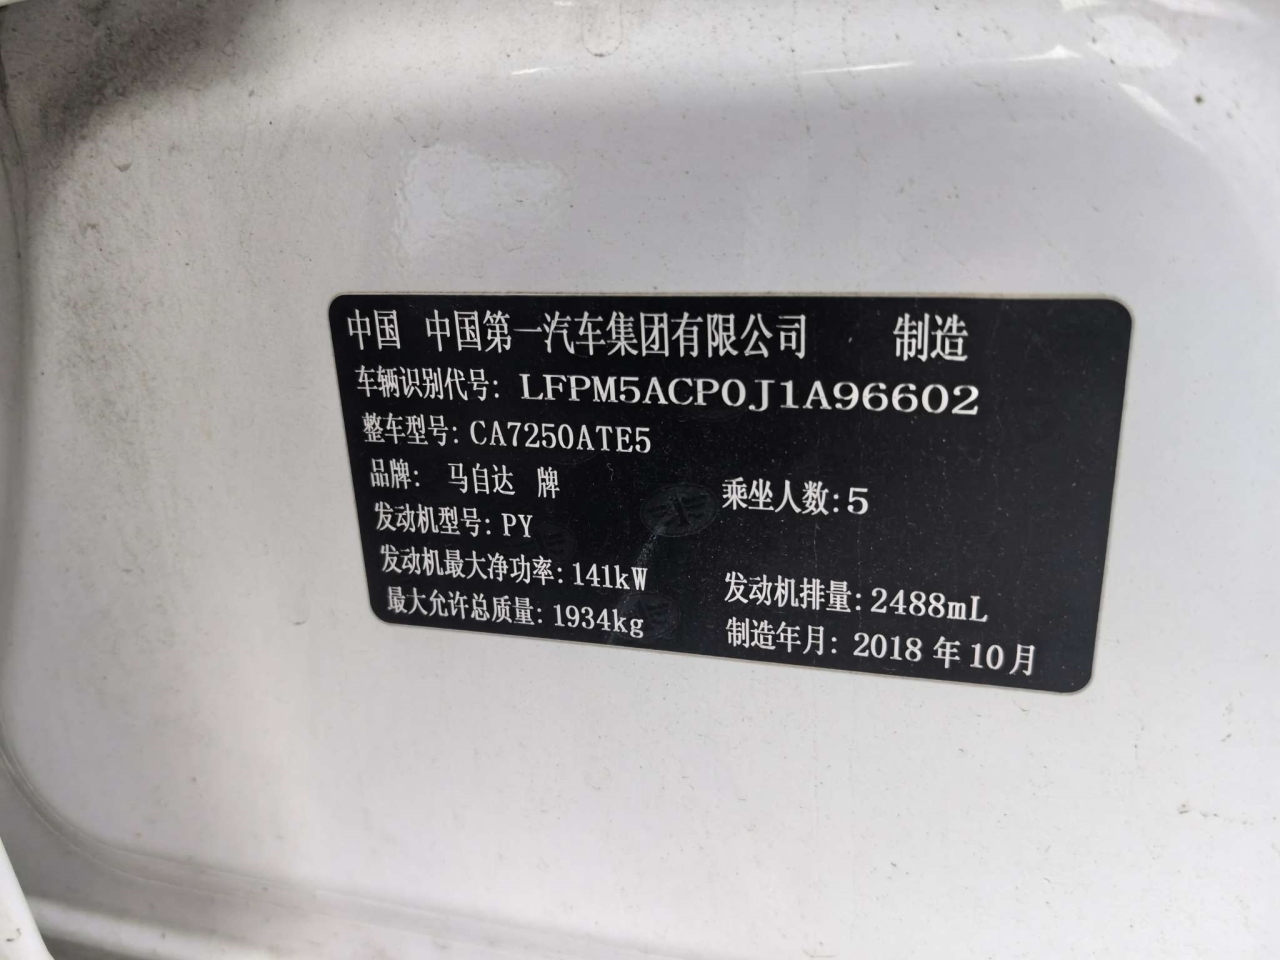 中国 中国第一汽车集团有限公司 制造
车辆识别代号: LFPM5ACP0J1A96602
整车型号: CA7250ATE5
品牌: 马自达 牌 乘坐人数: 5
发动机型号: PY
发动机最大净功率: 141kW 发动机排量: 2488mL
最大允许总质量: 1934kg 制造年月: 2018 年 10 月